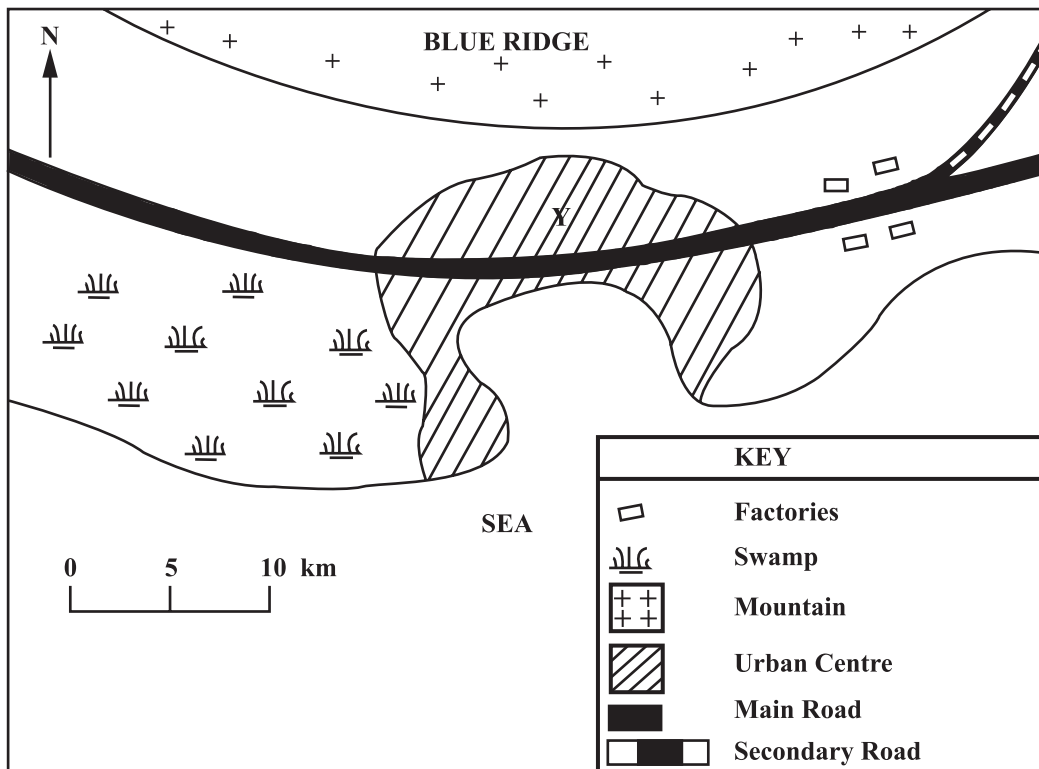 N
BLUE RIDGE
Y
SEA
0 5 10 km
KEY
Factories
Swamp
Mountain
Urban Centre
Main Road
Secondary Road